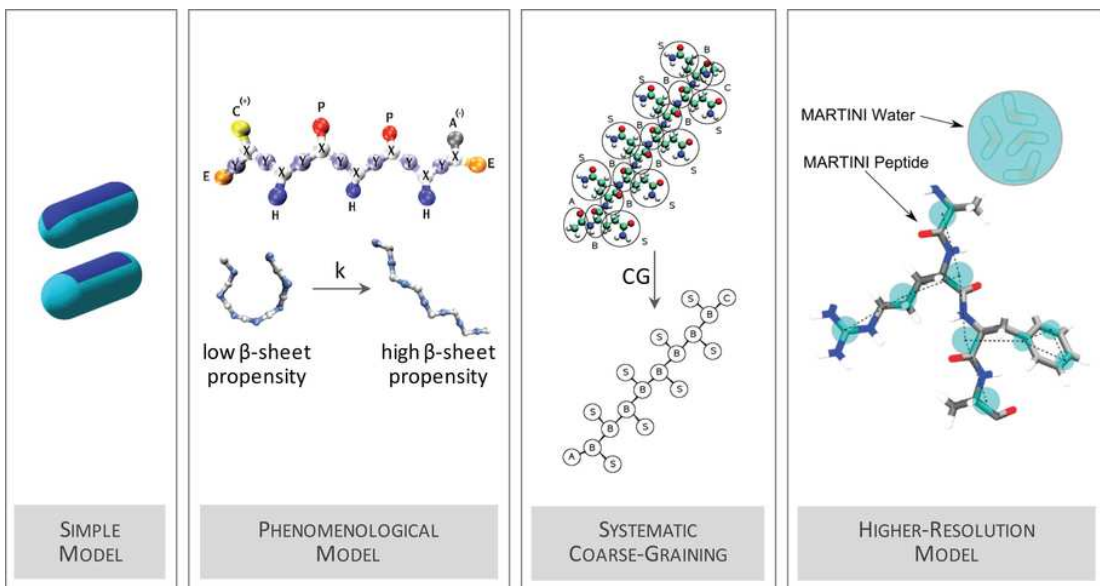 C(+)
P
P
A(-)
X Y Y X Y Y X Y Y X
E
E
Y X Y Y X Y Y X Y
H
H
H
k
low β-sheet
propensity
high β-sheet
propensity
S
B
S
B
C
S
B
B
S
S
B
B
S
S
B
B
S
A
B
B
S
CG
S
C
B
S
B
S
B
S
B
S
B
S
B
S
B
S
A
B
S
MARTINI Water
MARTINI Peptide
SIMPLE
MODEL
PHENOMENOLOGICAL
MODEL
SYSTEMATIC
COARSE-GRAINING
HIGHER-RESOLUTION
MODEL